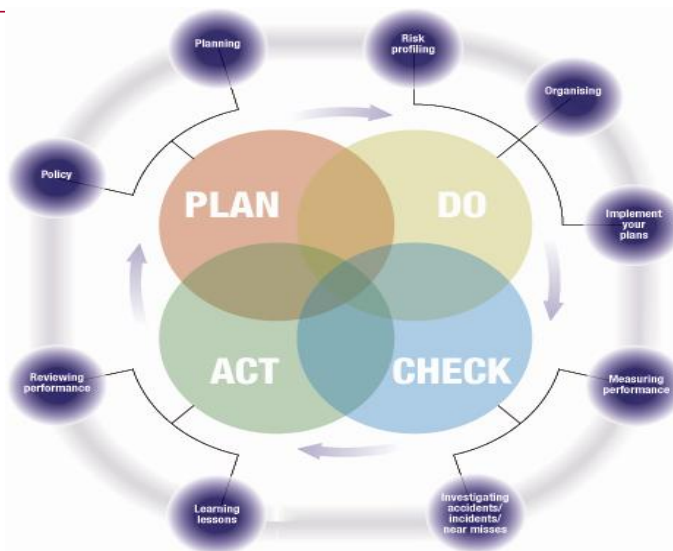 Planning
Risk
profiling
Organising
Policy
PLAN
DO
Implement
your
plans
Reviewing
performance
ACT
CHECK
Measuring
performance
Learning
lessons
Investigating
accidents/
incidents/
near misses